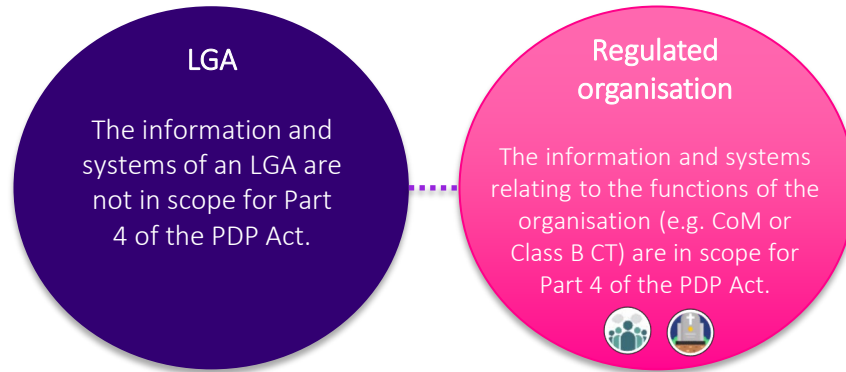 LGA
The information and
systems of an LGA are
not in scope for Part
4 of the PDP Act.
Regulated
organisation
The information and systems
relating to the functions of the
organisation (e.g. CoM or
Class B CT) are in scope for
Part 4 of the PDP Act.